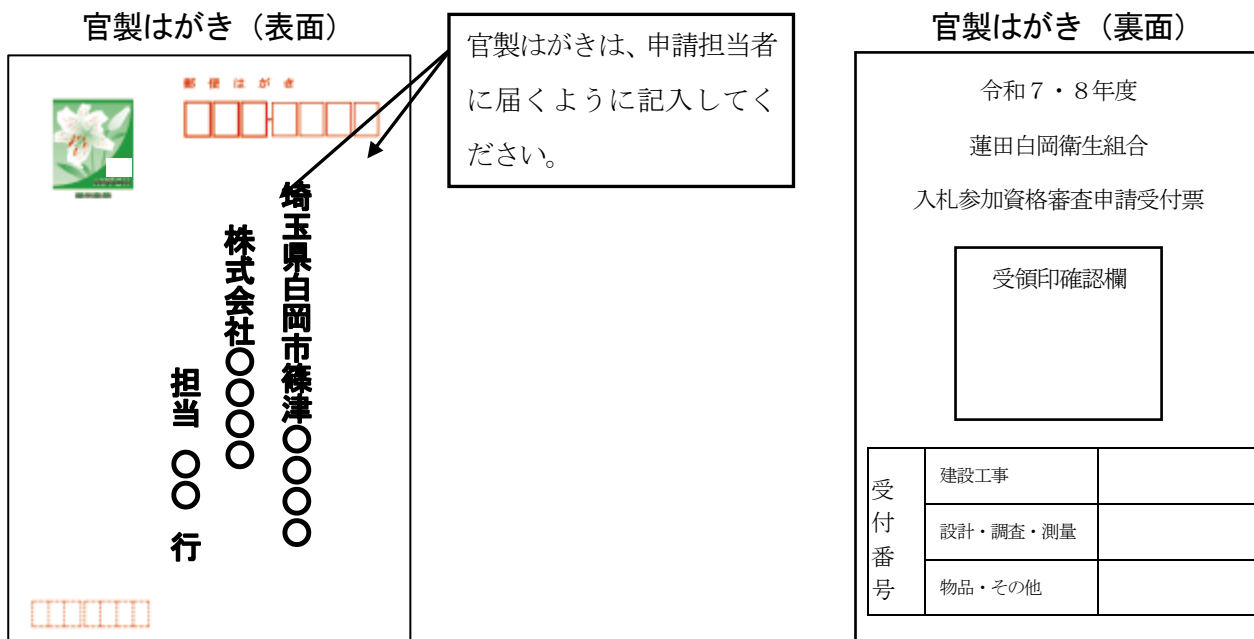 官製はがき（表面）
郵便はがき
埼玉県白岡市篠津〇〇〇〇
株式会社〇〇〇〇
担当 〇〇 行
官製はがきは、申請担当者
に届くように記入してく
ださい。
官製はがき（裏面）
令和７・８年度
蓮田白岡衛生組合
入札参加資格審査申請受付票
受領印確認欄
受付番号
建設工事
設計・調査・測量
物品・その他